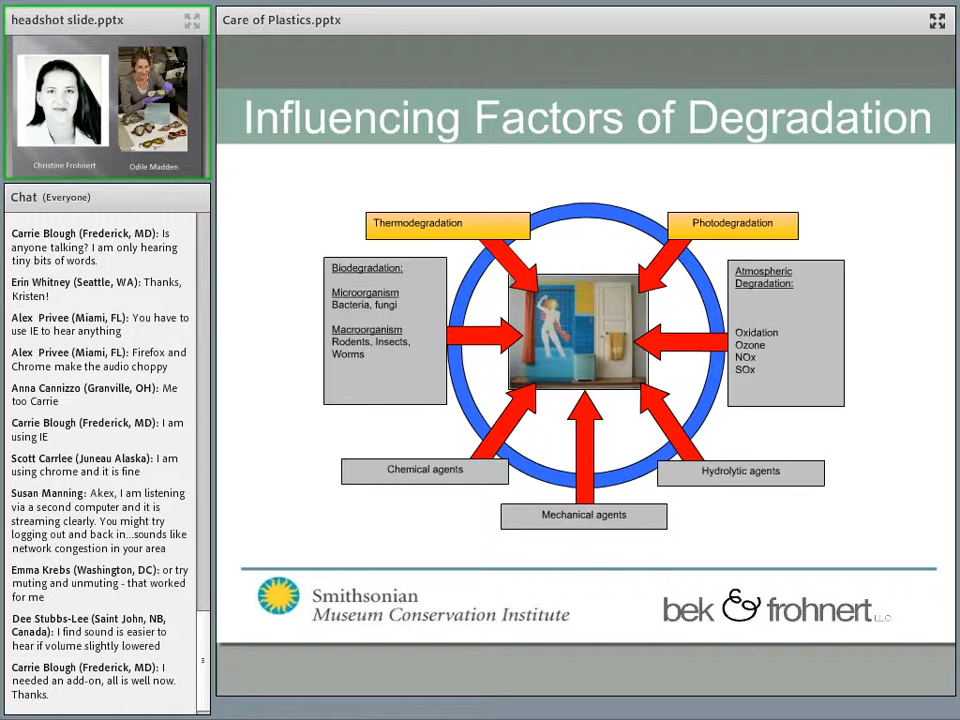 headshot slide.pptx
Christine Frohnert
Odile Madden
Chat (Everyone)
Carrie Blough (Frederick, MD): Is
anyone talking? I am only hearing
tiny bits of words.
Erin Whitney (Seattle, WA): Thanks,
Kristen!
Alex Privee (Miami, FL): You have to
use IE to hear anything
Alex Privee (Miami, FL): Firefox and
Chrome make the audio choppy
Anna Cannizzo (Granville, OH): Me
too Carrie
Carrie Blough (Frederick, MD): I am
using IE
Scott Carrlee (Juneau Alaska): I am
using chrome and it is fine
Susan Manning: Akex, I am listening
via a second computer and it is
streaming clearly. You might try
logging out and back in...sounds like
network congestion in your area
Emma Krebs (Washington, DC): or try
muting and unmuting - that worked
for me
Dee Stubbs-Lee (Saint John, NB,
Canada): I find sound is easier to
hear if volume slightly lowered
Carrie Blough (Frederick, MD): I
needed an add-on, all is well now.
Thanks.
Care of Plastics.pptx
Influencing Factors of Degradation
Thermodegradation
Photodegradation
Biodegradation:
Microorganism
Bacteria, fungi
Macroorganism
Rodents, Insects,
Worms
Atmospheric
Degradation:
Oxidation
Ozone
NOx
SOx
Chemical agents
Hydrolytic agents
Mechanical agents
Smithsonian
Museum Conservation Institute
bek & frohnert LLC